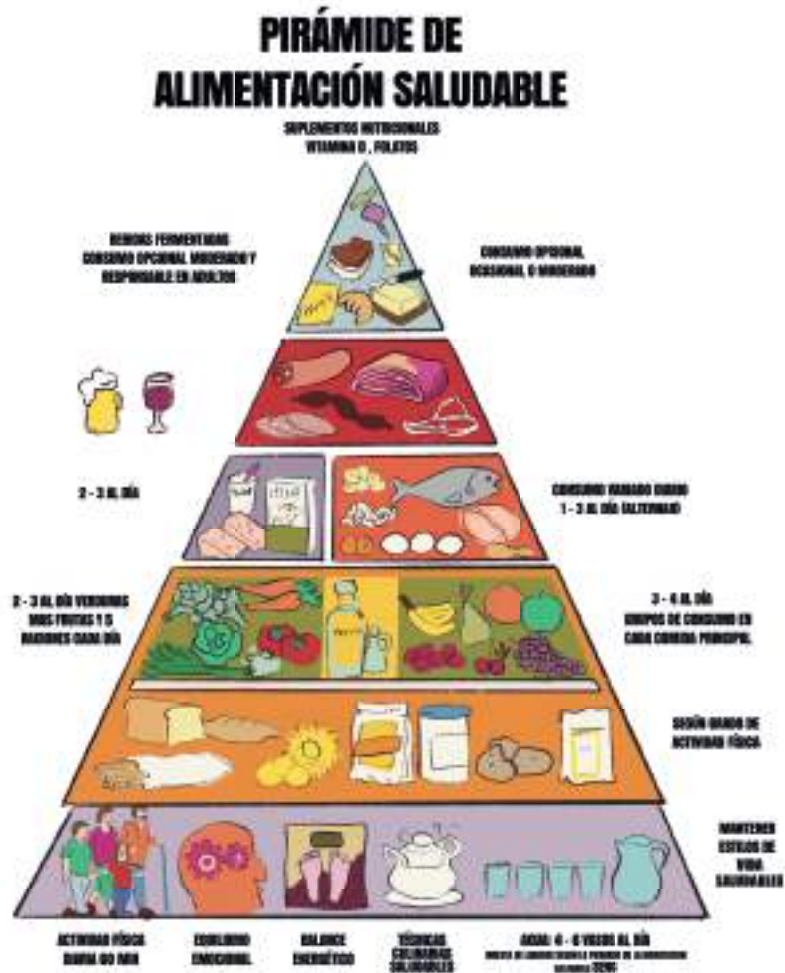 PIRÁMIDE DE
ALIMENTACIÓN SALUDABLE
SUPLEMENTOS NUTRICIONALES
VITAMINA D , FOLATOS
BEBIDAS FERMENTADAS
CONSUMO OPCIONAL MODERADO Y
RESPONSABLE EN ADULTOS
CONSUMO OPCIONAL,
OCASIONAL O MODERADO
2 - 3 AL DÍA
CONSUMO VARIADO DIARIO
1 - 3 AL DÍA (ALTERNAR)
2 - 3 AL DÍA VERDURAS
MAS FRUTAS Y 5
RACIONES CADA DÍA
3 - 4 AL DÍA
GRUPOS DE CONSUMO EN
CADA COMIDA PRINCIPAL
SEGÚN GRADO DE
ACTIVIDAD FÍSICA
MANTENER
ESTILOS DE
VIDA
SALUDABLES
ACTIVIDAD FÍSICA
DIARIA 60 MIN
EQUILIBRIO
EMOCIONAL
BALANCE
ENERGÉTICO
TÉCNICAS
CULINARIAS
SALUDABLES
AGUA: 4 - 6 VASOS AL DÍA